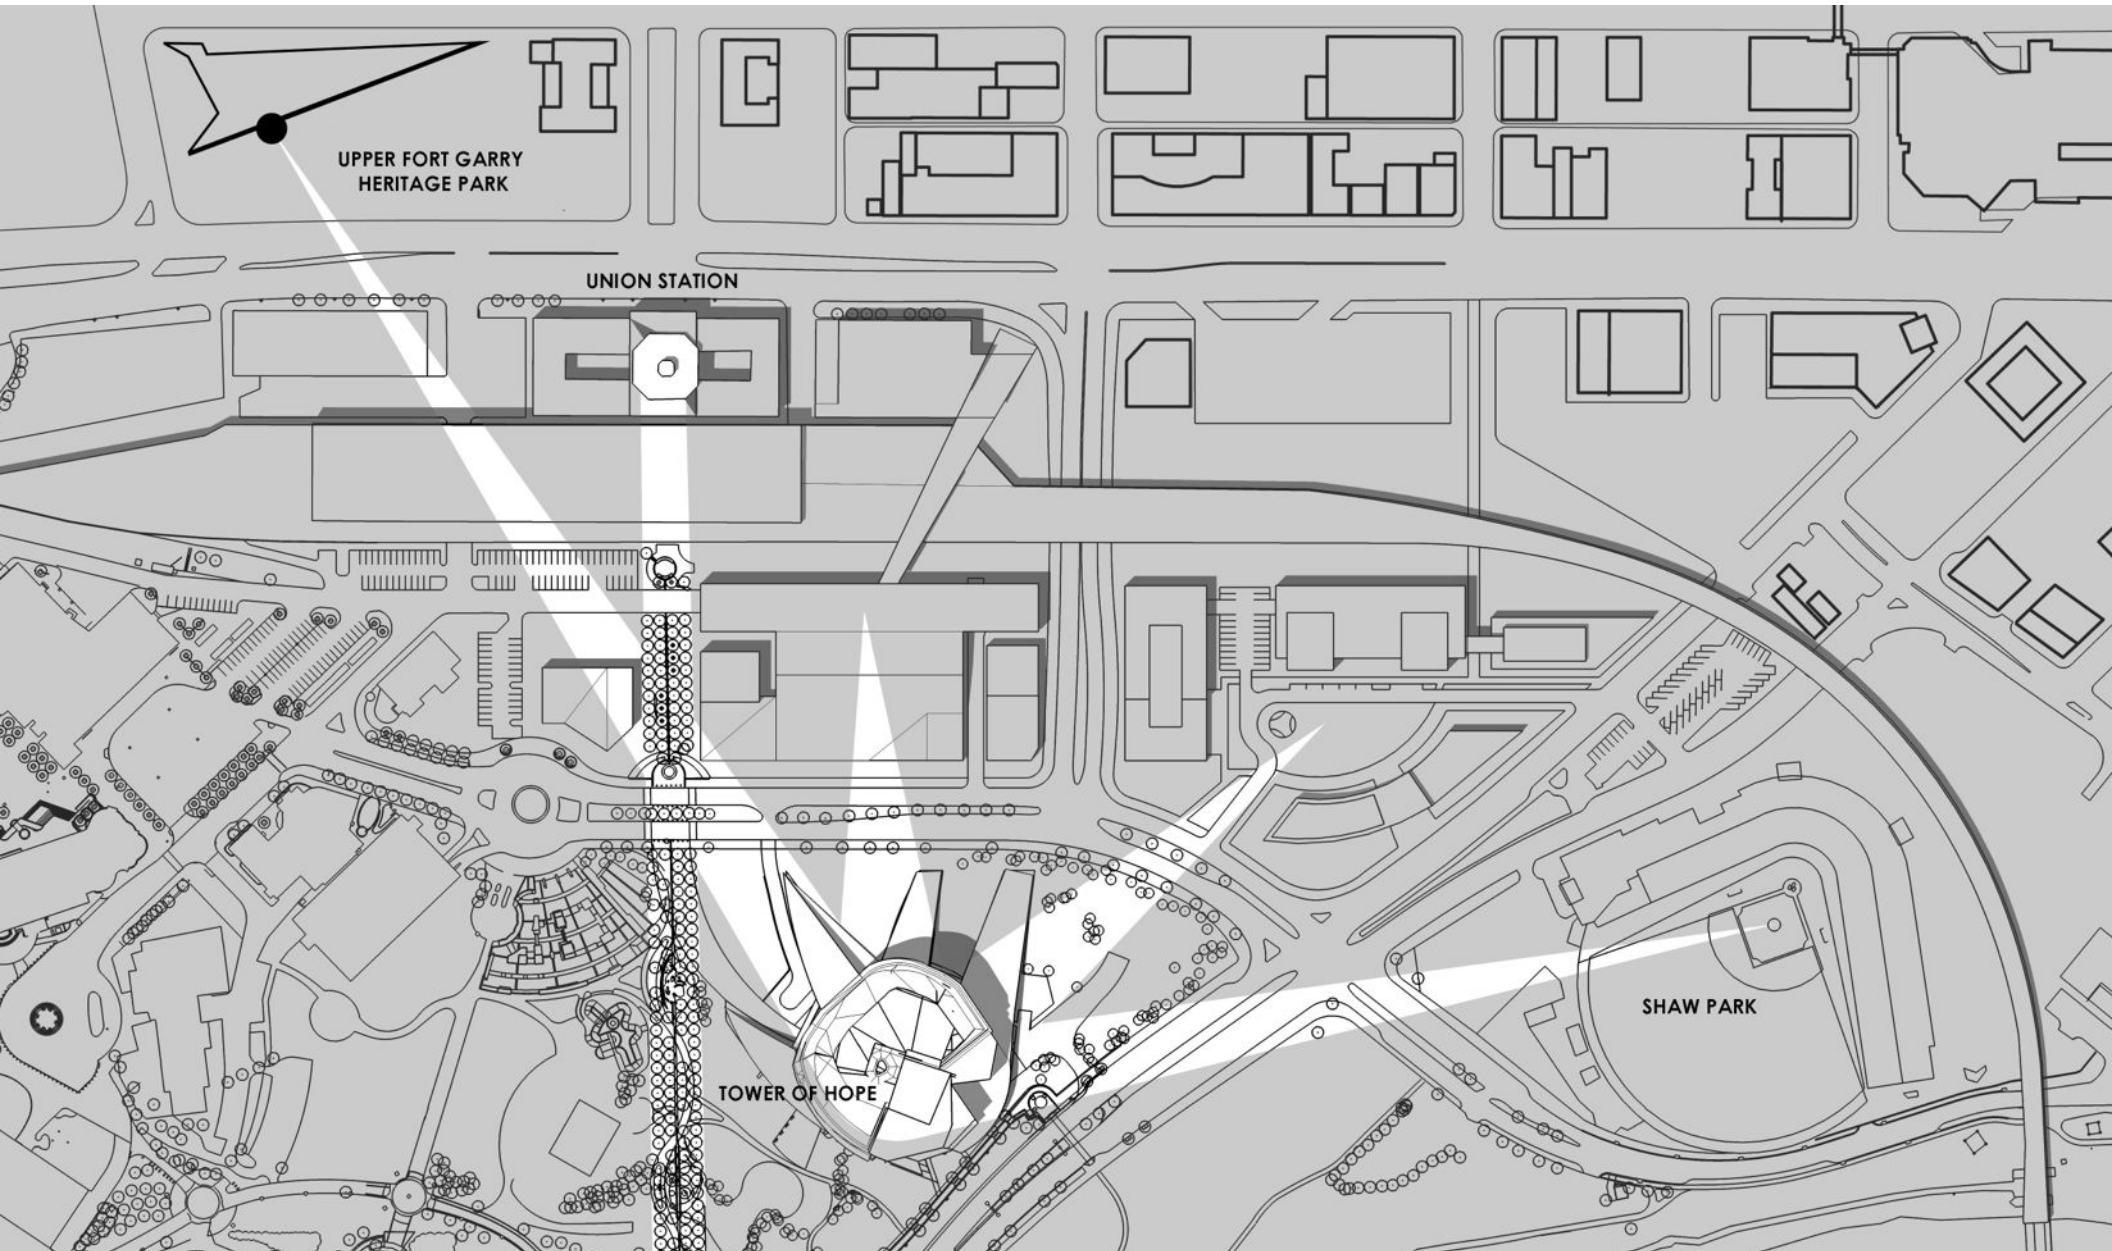 UPPER FORT GARRY
HERITAGE PARK
UNION STATION
SHAW PARK
TOWER OF HOPE